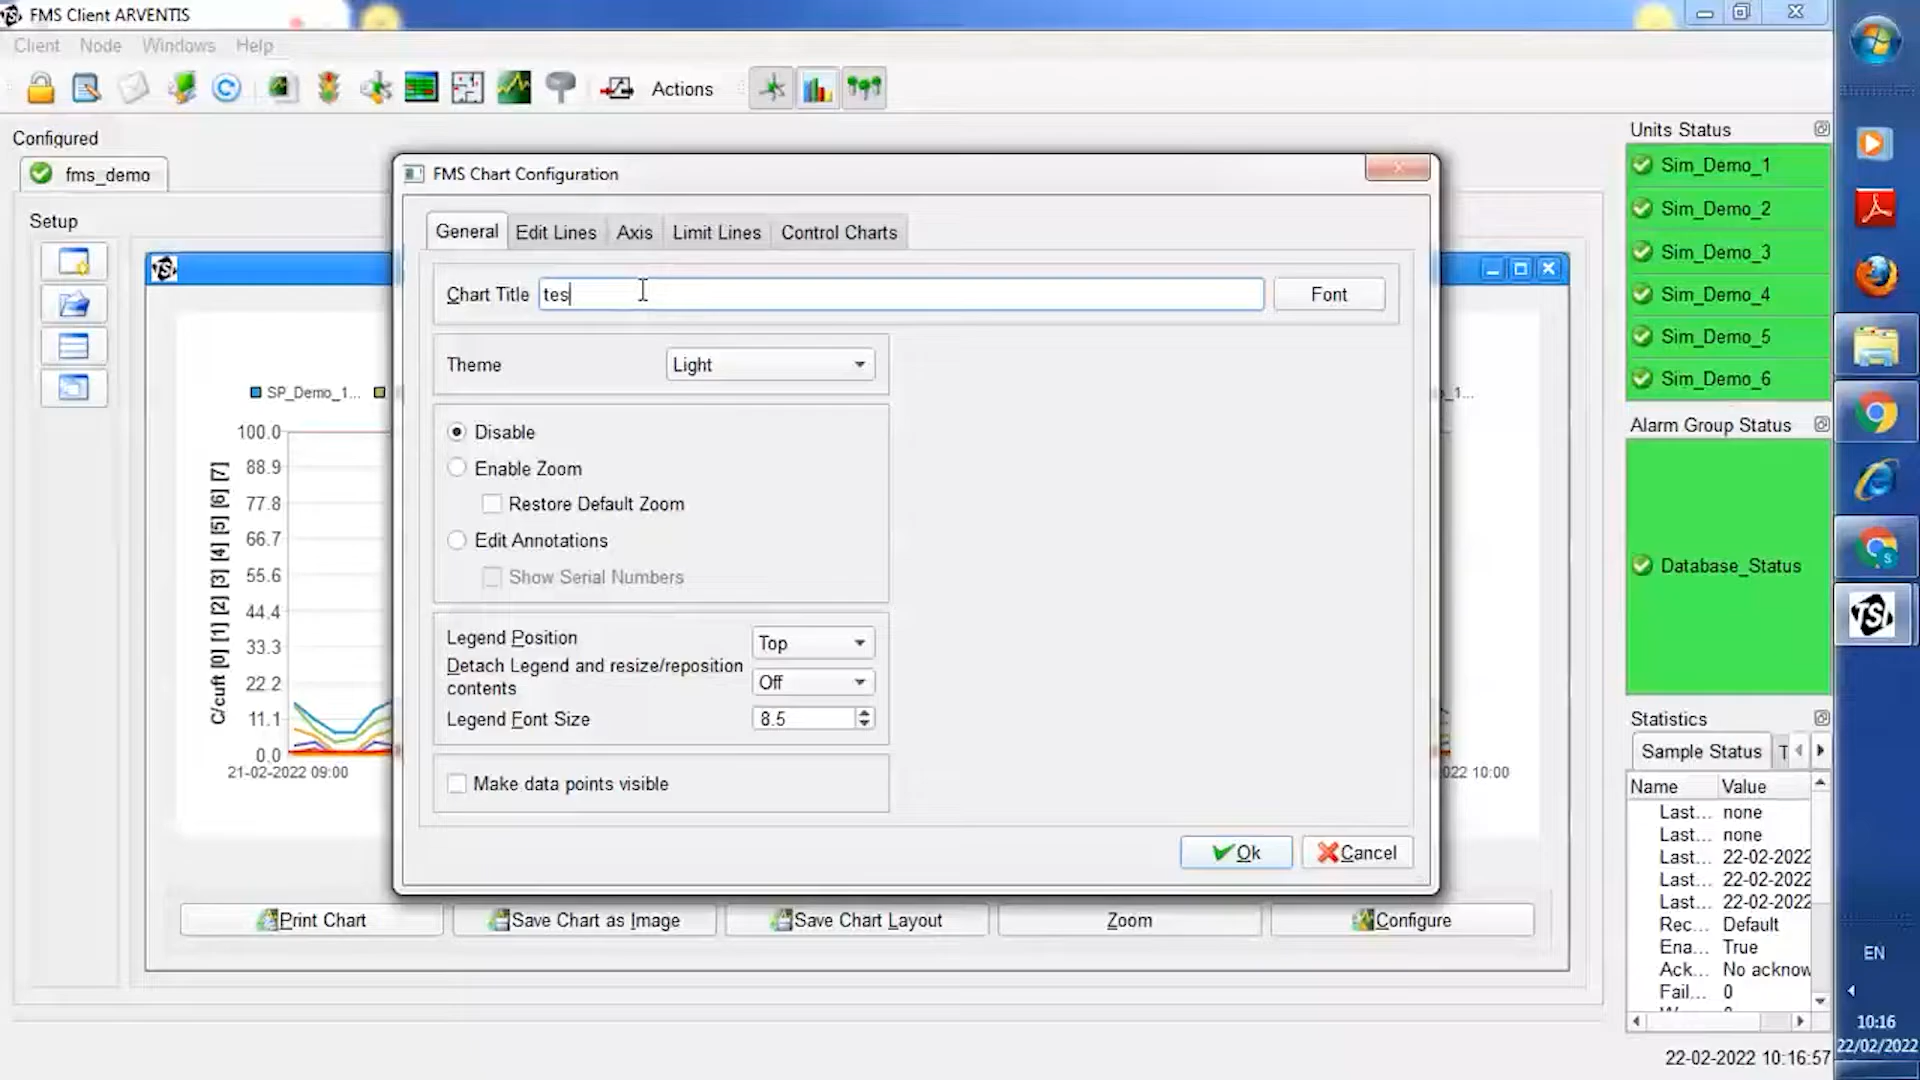 FMS Client ARVENTIS
Client Node Windows Help
Actions
Configured
fms_demo
Setup
FMS Chart Configuration
General Edit Lines Axis Limit Lines Control Charts
Chart Title tes Font
Theme Light
Disable
Enable Zoom
Restore Default Zoom
Edit Annotations
Show Serial Numbers
Legend Position Top
Detach Legend and resize/reposition
contents Off
Legend Font Size 8.5
Make data points visible
Ok Cancel
SP_Demo_1...
_1...
C/cuft [0] [1] [2] [3] [4] [5] [6] [7]
100.0
88.9
77.8
66.7
55.6
44.4
33.3
22.2
11.1
0.0
21-02-2022 09:00
022 10:00
Print Chart Save Chart as Image Save Chart Layout Zoom Configure
Units Status
Sim_Demo_1
Sim_Demo_2
Sim_Demo_3
Sim_Demo_4
Sim_Demo_5
Sim_Demo_6
Alarm Group Status
Database_Status
Statistics
Sample Status T
Name Value
Last... none
Last... none
Last... 22-02-2022
Last... 22-02-2022
Last... 22-02-2022
Rec... Default
Ena... True
Ack... No acknow
Fail... 0
22-02-2022 10:16:57
TSI
EN
10:16
22/02/2022